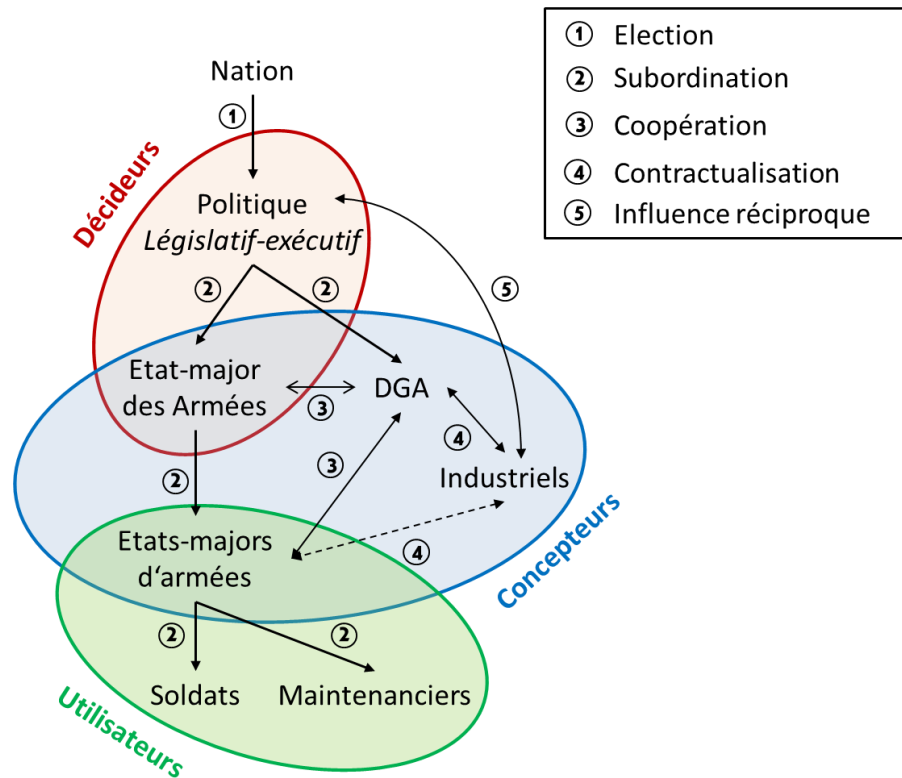 ① Election
② Subordination
③ Coopération
④ Contractualisation
⑤ Influence réciproque
Nation
①
Décideurs
Politique
Législatif-exécutif
② ②
⑤
Etat-major
des Armées
③
DGA
④
③
②
Industriels
Concepteurs
Etats-majors
d‘armées
④
② ②
Soldats
Maintenanciers
Utilisateurs